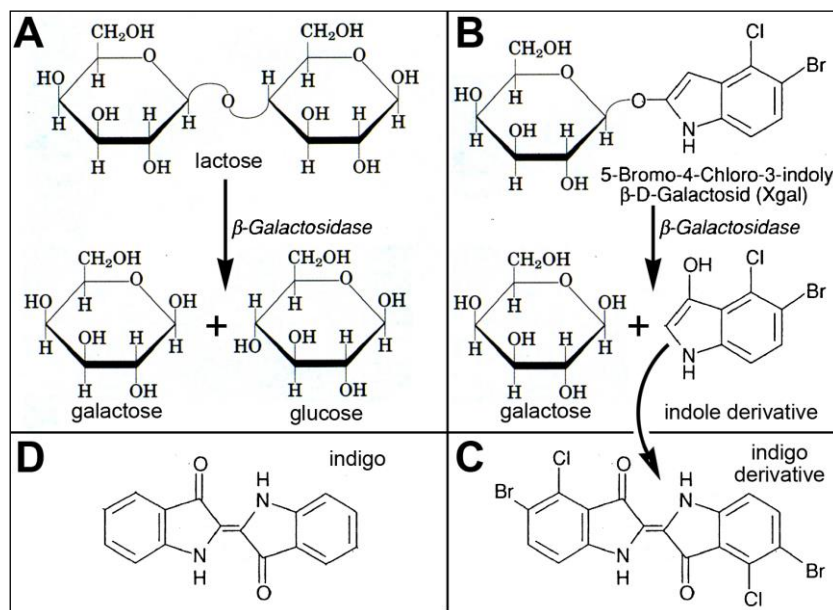 A
CH₂OH CH₂OH
O O
HO H H H OH
O
OH H H OH H H
H H
H OH H OH
lactose
β-Galactosidase
CH₂OH CH₂OH
O O
HO H OH H H OH
+
H OH H H HO OH H H
H OH H OH
galactose glucose
B
Cl
CH₂OH Br
O
HO H O
N
H
H OH H H
H OH
5-Bromo-4-Chloro-3-indoly
β-D-Galactosid (Xgal)
β-Galactosidase
Cl
OH
CH₂OH Br
O
HO H OH
+
N
H
H OH H H
H OH
galactose indole derivative
D
indigo
O H
N
N
H O
C
indigo
derivative
Cl O H
Br N
N
H O Br
Cl